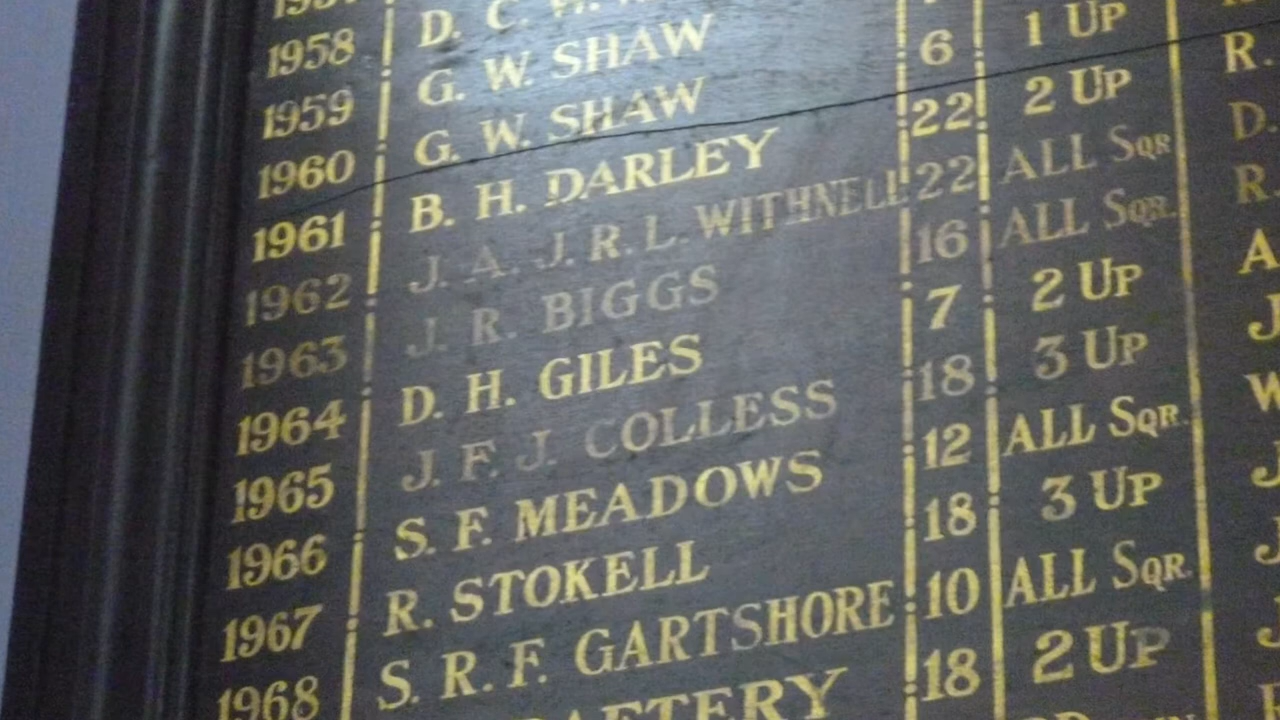 1958 D. C. H.
1959 G. W. SHAW
1960 G. W. SHAW 6 1 UP
1961 B. H. DARLEY 22 2 UP R.
1962 J. A. J. R. L. WITHNELL 22 ALL SQR D.
1963 J. R. BIGGS 16 ALL SQR. R.
1964 D. H. GILES 7 2 UP A
1965 J. F. J. COLLESS 18 3 UP J
1966 S. F. MEADOWS 12 ALL SQR. W
1967 R. STOKELL 18 3 UP J
1968 S. R. F. GARTSHORE 10 ALL SQR. J
18 2 UP